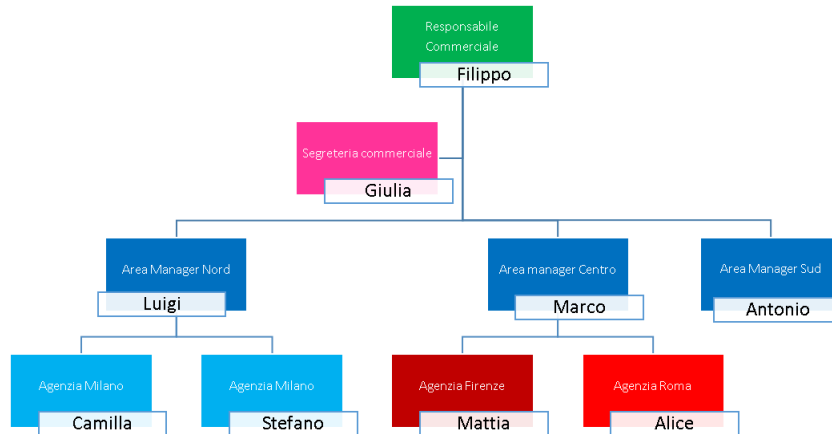 Responsabile
Commerciale
Filippo
Segreteria commerciale
Giulia
Area Manager Nord
Luigi
Area manager Centro
Marco
Area Manager Sud
Antonio
Agenzia Milano
Camilla
Agenzia Milano
Stefano
Agenzia Firenze
Mattia
Agenzia Roma
Alice